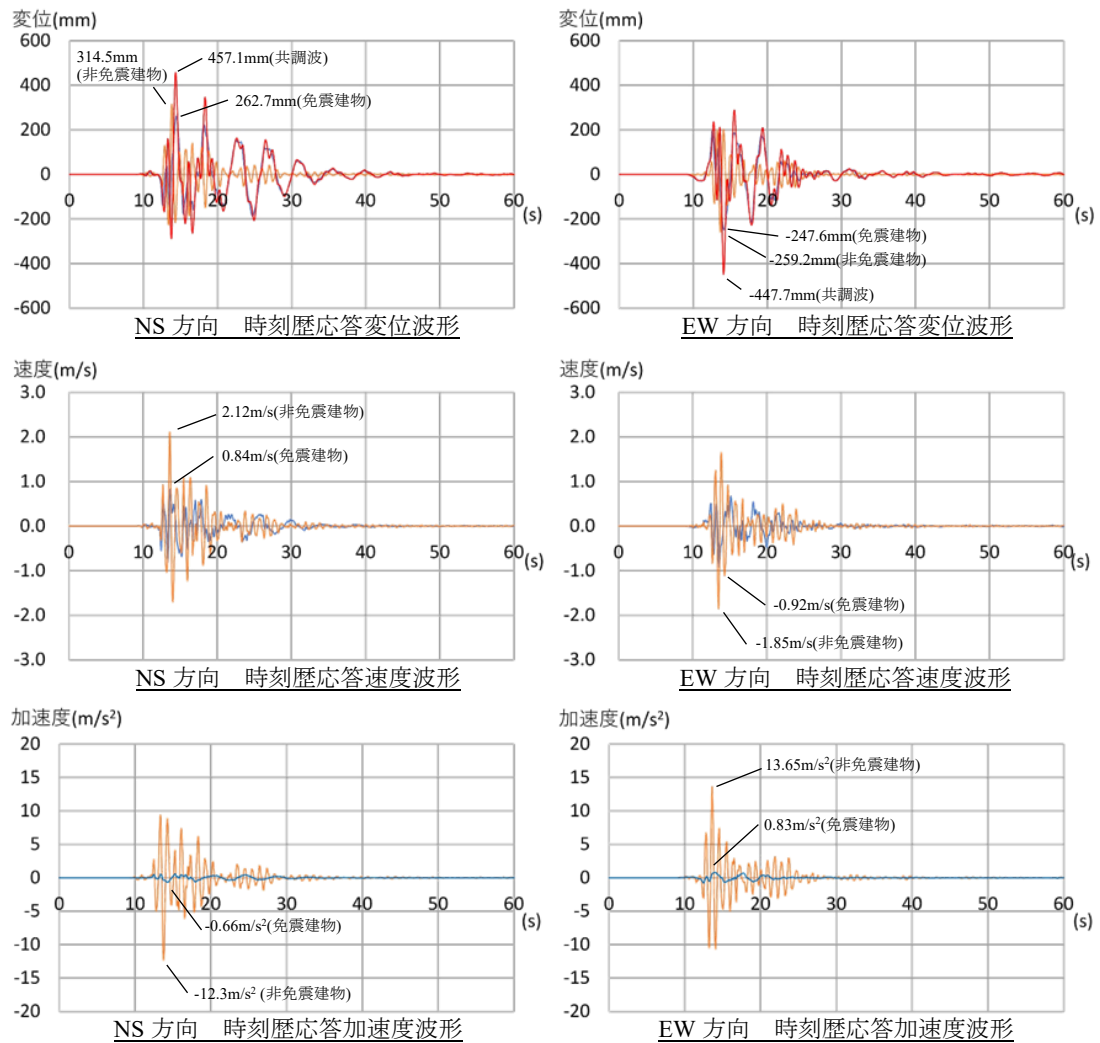 変位(mm)
600
400
200
0
-200
-400
-600
0
10
20
30
40
50
60
(s)
314.5mm
(非免震建物)
457.1mm(共調波)
262.7mm(免震建物)
NS 方向 時刻歴応答変位波形
変位(mm)
600
400
200
0
-200
-400
-600
0
10
20
30
40
50
60
(s)
-247.6mm(免震建物)
-259.2mm(非免震建物)
-447.7mm(共調波)
EW 方向 時刻歴応答変位波形
速度(m/s)
3.0
2.0
1.0
0.0
-1.0
-2.0
-3.0
0
10
20
30
40
50
60
(s)
2.12m/s(非免震建物)
0.84m/s(免震建物)
NS 方向 時刻歴応答速度波形
速度(m/s)
3.0
2.0
1.0
0.0
-1.0
-2.0
-3.0
0
10
20
30
40
50
60
(s)
-0.92m/s(免震建物)
-1.85m/s(非免震建物)
EW 方向 時刻歴応答速度波形
加速度(m/s²)
20
15
10
5
0
-5
-10
-15
-20
0
10
20
30
40
50
60
(s)
-0.66m/s²(免震建物)
-12.3m/s² (非免震建物)
NS 方向 時刻歴応答加速度波形
加速度(m/s²)
20
15
10
5
0
-5
-10
-15
-20
0
10
20
30
40
50
60
(s)
13.65m/s²(非免震建物)
0.83m/s²(免震建物)
EW 方向 時刻歴応答加速度波形